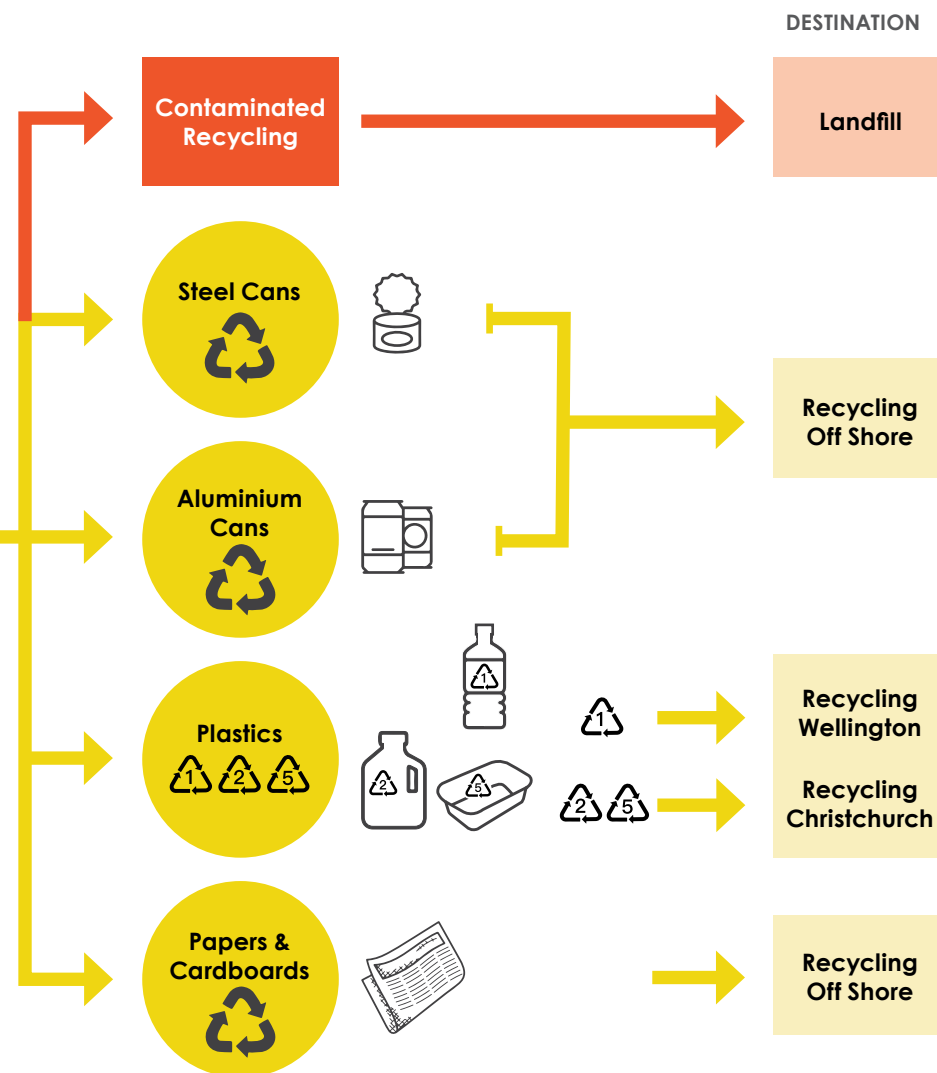 DESTINATION
Contaminated
Recycling
Landfill
Steel Cans
Recycling
Off Shore
Aluminium
Cans
1
1
Recycling
Wellington
Plastics
1 2 5
2
5
2 5
Recycling
Christchurch
Papers &
Cardboards
Recycling
Off Shore